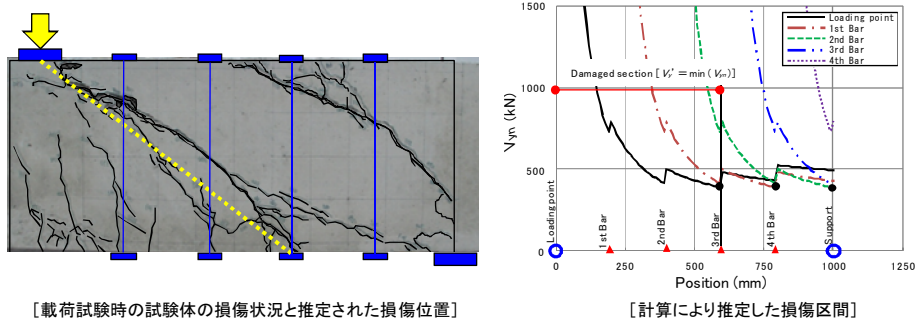 1500
1000
500
0
Vyn (kN)
Loading point
1st Bar
2nd Bar
3rd Bar
4th Bar
Damaged section [ Vy* = min ( Vyn)]
Loading point
1st Bar
2nd Bar
3rd Bar
4th Bar
Support
0
250
500
750
1000
1250
Position (mm)
[載荷試験時の試験体の損傷状況と推定された損傷位置]
[計算により推定した損傷区間]